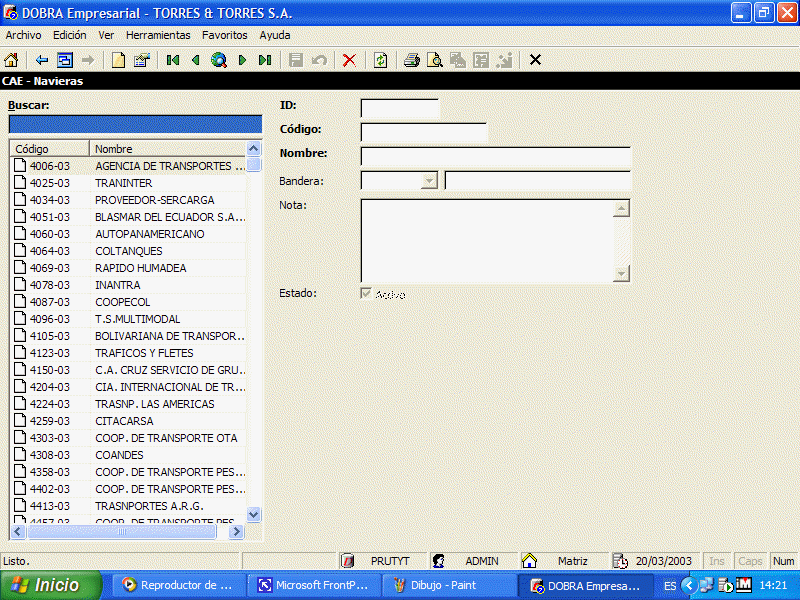 DOBRA Empresarial - TORRES & TORRES S.A.
Archivo Edición Ver Herramientas Favoritos Ayuda
CAE - Navieras
Buscar:
Código Nombre
4006-03 AGENCIA DE TRANSPORTES ...
4025-03 TRANINTER
4034-03 PROVEEDOR-SERCARGA
4051-03 BLASMAR DEL ECUADOR S.A...
4060-03 AUTOPANAMERICANO
4064-03 COLTANQUES
4069-03 RAPIDO HUMADEA
4078-03 INANTRA
4087-03 COOPECOL
4096-03 T.S.MULTIMODAL
4105-03 BOLIVARIANA DE TRANSPOR...
4123-03 TRAFICOS Y FLETES
4150-03 C.A. CRUZ SERVICIO DE GRU...
4204-03 CIA. INTERNACIONAL DE TR...
4224-03 TRASNP. LAS AMERICAS
4259-03 CITACARSA
4303-03 COOP. DE TRANSPORTE OTA
4308-03 COANDES
4358-03 COOP. DE TRANSPORTE PES...
4402-03 COOP. DE TRANSPORTE PES...
4413-03 TRASNPORTES A.R.G.
4457-03 COOP. DE TRANSPORTE PES...
ID:
Código:
Nombre:
Bandera:
Nota:
Estado: Activo
Listo. PRUTYT ADMIN Matriz 20/03/2003 Ins Caps Num
Inicio Reproductor de ... Microsoft FrontP... Dibujo - Paint DOBRA Empresa... ES 14:21